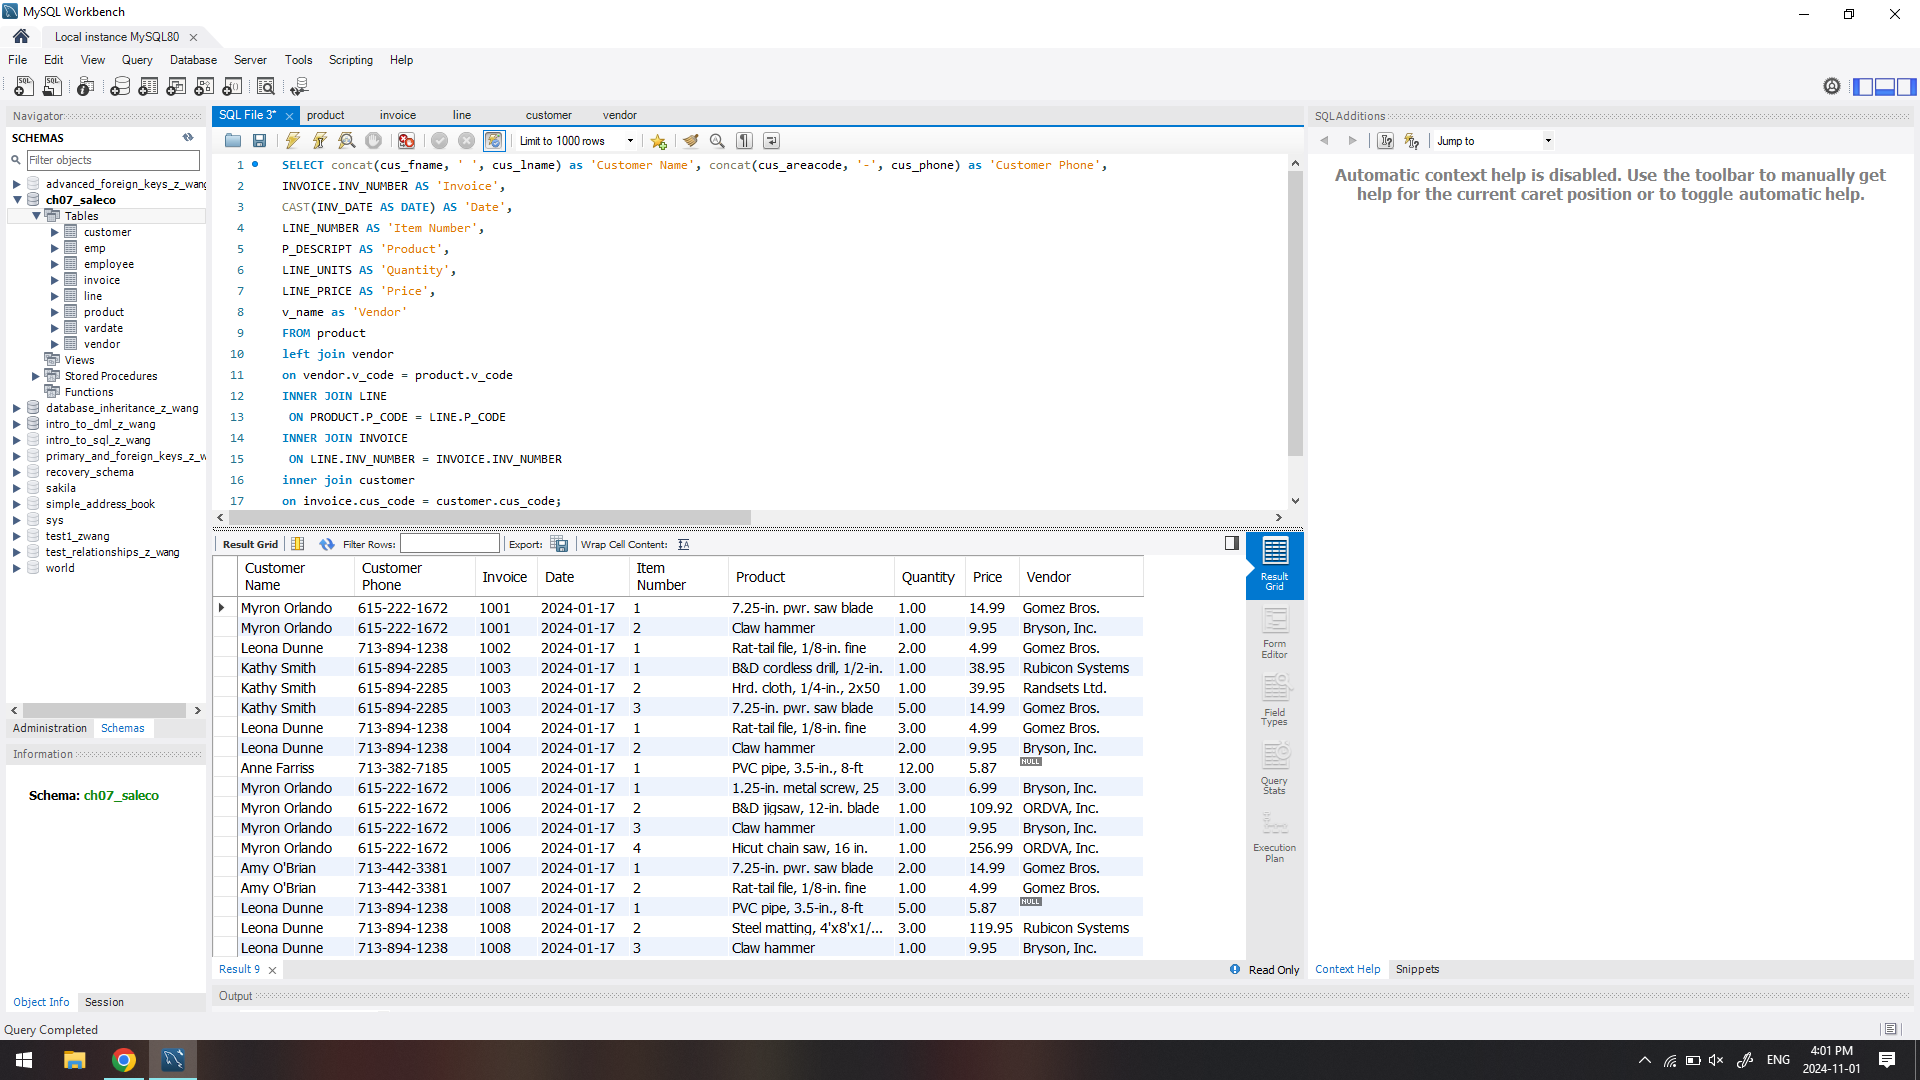 MySQL Workbench
Local instance MySQL80
File Edit View Query Database Server Tools Scripting Help
Navigator
SCHEMAS
Filter objects
advanced_foreign_keys_z_wang
ch07_saleco
Tables
customer
emp
employee
invoice
line
product
vardate
vendor
Views
Stored Procedures
Functions
database_inheritance_z_wang
intro_to_dml_z_wang
intro_to_sql_z_wang
primary_and_foreign_keys_z_w
recovery_schema
sakila
simple_address_book
sys
test1_zwang
test_relationships_z_wang
world
Administration Schemas
Information
Schema: ch07_saleco
Object Info Session
SQL File 3* product invoice line customer vendor
Limit to 1000 rows
1 SELECT concat(cus_fname, ' ', cus_lname) as 'Customer Name', concat(cus_areacode, '-', cus_phone) as 'Customer Phone',
2 INVOICE.INV_NUMBER AS 'Invoice',
3 CAST(INV_DATE AS DATE) AS 'Date',
4 LINE_NUMBER AS 'Item Number',
5 P_DESCRIPT AS 'Product',
6 LINE_UNITS AS 'Quantity',
7 LINE_PRICE AS 'Price',
8 v_name as 'Vendor'
9 FROM product
10 left join vendor
11 on vendor.v_code = product.v_code
12 INNER JOIN LINE
13 ON PRODUCT.P_CODE = LINE.P_CODE
14 INNER JOIN INVOICE
15 ON LINE.INV_NUMBER = INVOICE.INV_NUMBER
16 inner join customer
17 on invoice.cus_code = customer.cus_code;
Result Grid Filter Rows: Export: Wrap Cell Content:
Customer Name Customer Phone Invoice Date Item Number Product Quantity Price Vendor
Myron Orlando 615-222-1672 1001 2024-01-17 1 7.25-in. pwr. saw blade 1.00 14.99 Gomez Bros.
Myron Orlando 615-222-1672 1001 2024-01-17 2 Claw hammer 1.00 9.95 Bryson, Inc.
Leona Dunne 713-894-1238 1002 2024-01-17 1 Rat-tail file, 1/8-in. fine 2.00 4.99 Gomez Bros.
Kathy Smith 615-894-2285 1003 2024-01-17 1 B&D cordless drill, 1/2-in. 1.00 38.95 Rubicon Systems
Kathy Smith 615-894-2285 1003 2024-01-17 2 Hrd. cloth, 1/4-in., 2x50 1.00 39.95 Randsets Ltd.
Kathy Smith 615-894-2285 1003 2024-01-17 3 7.25-in. pwr. saw blade 5.00 14.99 Gomez Bros.
Leona Dunne 713-894-1238 1004 2024-01-17 1 Rat-tail file, 1/8-in. fine 3.00 4.99 Gomez Bros.
Leona Dunne 713-894-1238 1004 2024-01-17 2 Claw hammer 2.00 9.95 Bryson, Inc.
Anne Farriss 713-382-7185 1005 2024-01-17 1 PVC pipe, 3.5-in., 8-ft 12.00 5.87 NULL
Myron Orlando 615-222-1672 1006 2024-01-17 1 1.25-in. metal screw, 25 3.00 6.99 Bryson, Inc.
Myron Orlando 615-222-1672 1006 2024-01-17 2 B&D jigsaw, 12-in. blade 1.00 109.92 ORDVA, Inc.
Myron Orlando 615-222-1672 1006 2024-01-17 3 Claw hammer 1.00 9.95 Bryson, Inc.
Myron Orlando 615-222-1672 1006 2024-01-17 4 Hicut chain saw, 16 in. 1.00 256.99 ORDVA, Inc.
Amy O'Brian 713-442-3381 1007 2024-01-17 1 7.25-in. pwr. saw blade 2.00 14.99 Gomez Bros.
Amy O'Brian 713-442-3381 1007 2024-01-17 2 Rat-tail file, 1/8-in. fine 1.00 4.99 Gomez Bros.
Leona Dunne 713-894-1238 1008 2024-01-17 1 PVC pipe, 3.5-in., 8-ft 5.00 5.87 NULL
Leona Dunne 713-894-1238 1008 2024-01-17 2 Steel matting, 4'x8'x1/... 3.00 119.95 Rubicon Systems
Leona Dunne 713-894-1238 1008 2024-01-17 3 Claw hammer 1.00 9.95 Bryson, Inc.
Result Grid
Form Editor
Field Types
Query Stats
Execution Plan
Result 9
Read Only
Output
SQLAdditions
Jump to
Automatic context help is disabled. Use the toolbar to manually get
help for the current caret position or to toggle automatic help.
Context Help Snippets
Query Completed
ENG
4:01 PM
2024-11-01